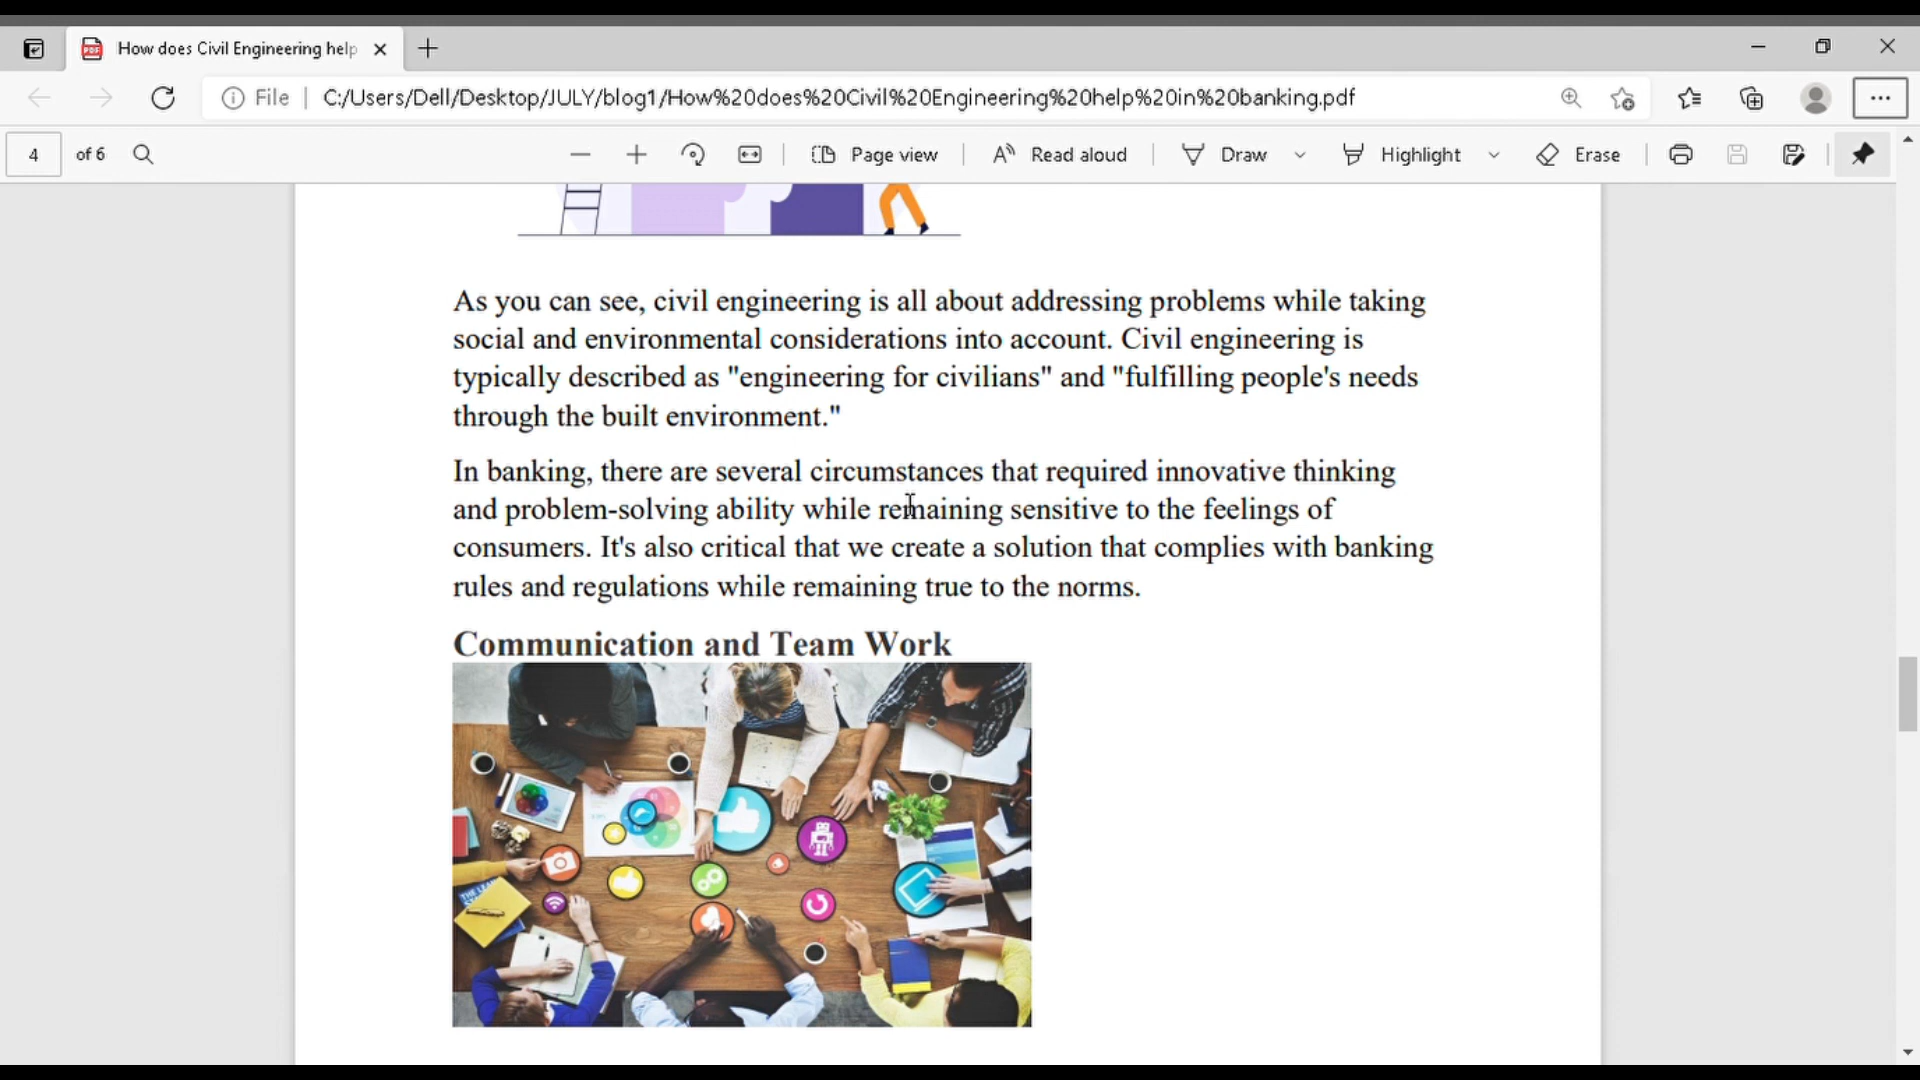 How does Civil Engineering help
File
C:/Users/Dell/Desktop/JULY/blog1/How%20does%20Civil%20Engineering%20help%20in%20banking.pdf
4 of 6
Page view
Read aloud
Draw
Highlight
Erase
As you can see, civil engineering is all about addressing problems while taking
social and environmental considerations into account. Civil engineering is
typically described as "engineering for civilians" and "fulfilling people's needs
through the built environment."
In banking, there are several circumstances that required innovative thinking
and problem-solving ability while remaining sensitive to the feelings of
consumers. It's also critical that we create a solution that complies with banking
rules and regulations while remaining true to the norms.
Communication and Team Work